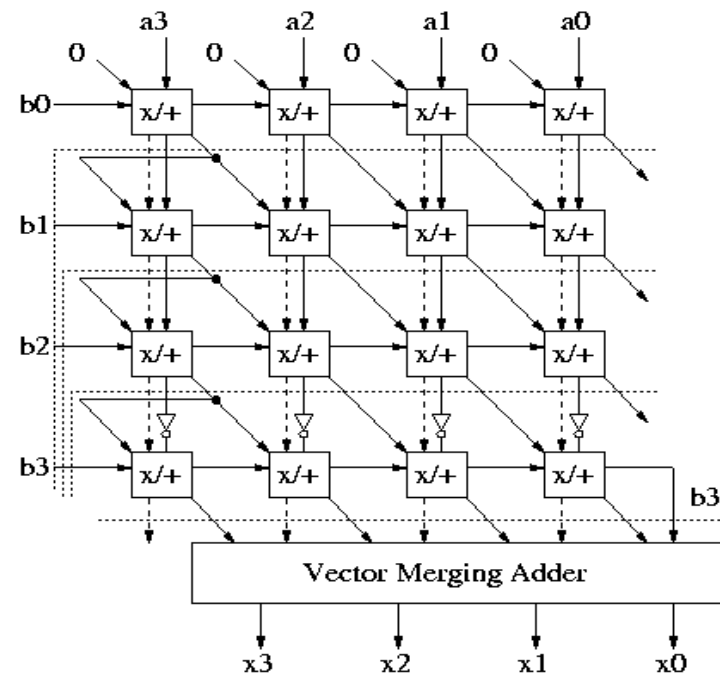 a3 a2 a1 a0
0 0 0 0
b0 x/+ x/+ x/+ x/+
b1 x/+ x/+ x/+ x/+
b2 x/+ x/+ x/+ x/+
b3 x/+ x/+ x/+ x/+
b3
Vector Merging Adder
x3 x2 x1 x0